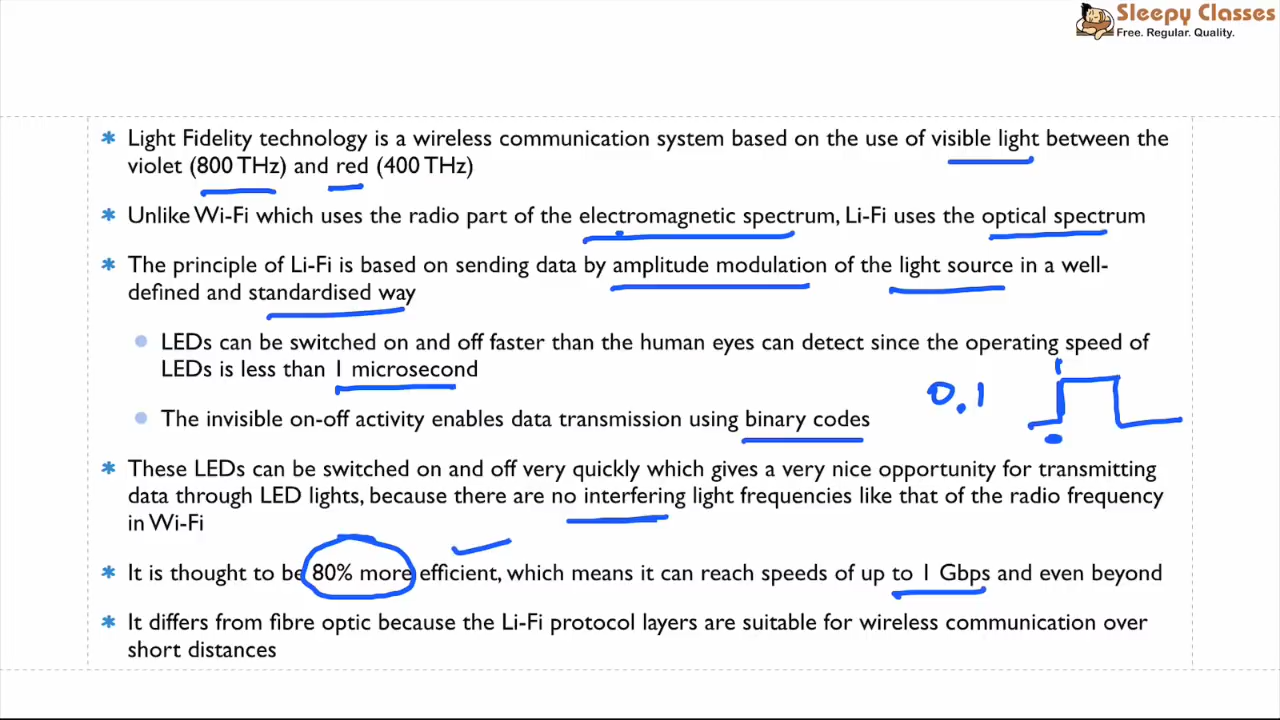 Sleepy Classes
Free. Regular. Quality.
* Light Fidelity technology is a wireless communication system based on the use of visible light between the
violet (800 THz) and red (400 THz)
* Unlike Wi-Fi which uses the radio part of the electromagnetic spectrum, Li-Fi uses the optical spectrum
* The principle of Li-Fi is based on sending data by amplitude modulation of the light source in a well-
defined and standardised way
LEDs can be switched on and off faster than the human eyes can detect since the operating speed of
LEDs is less than 1 microsecond
0,1
The invisible on-off activity enables data transmission using binary codes
* These LEDs can be switched on and off very quickly which gives a very nice opportunity for transmitting
data through LED lights, because there are no interfering light frequencies like that of the radio frequency
in Wi-Fi
* It is thought to be 80% more efficient, which means it can reach speeds of up to 1 Gbps and even beyond
* It differs from fibre optic because the Li-Fi protocol layers are suitable for wireless communication over
short distances